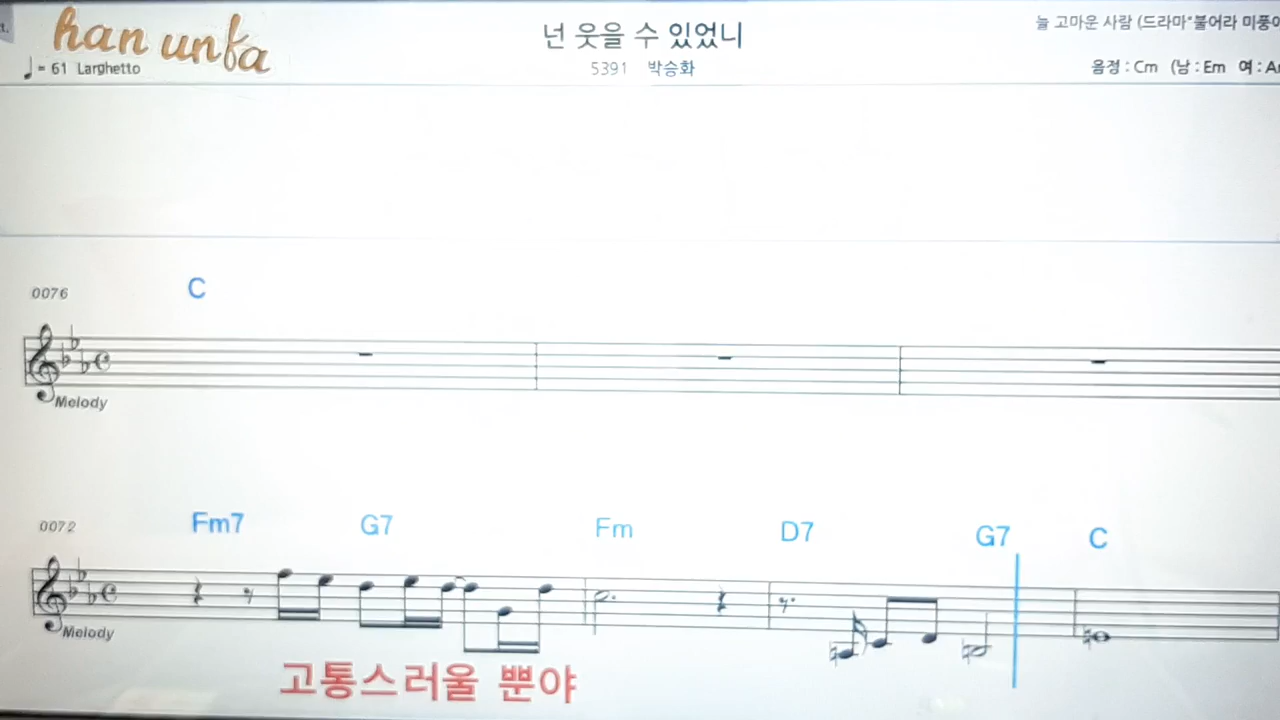 han unfa
넌 웃을 수 있었니
늘 고마운 사람 (드라마"불어라 미풍아
♩= 61 Larghetto
5391 박승화
음정 : Cm (남 : Em 여 : Am
0076 C
Melody
0072 Fm7 G7 Fm D7 G7 C
Melody
고통스러울 뿐야